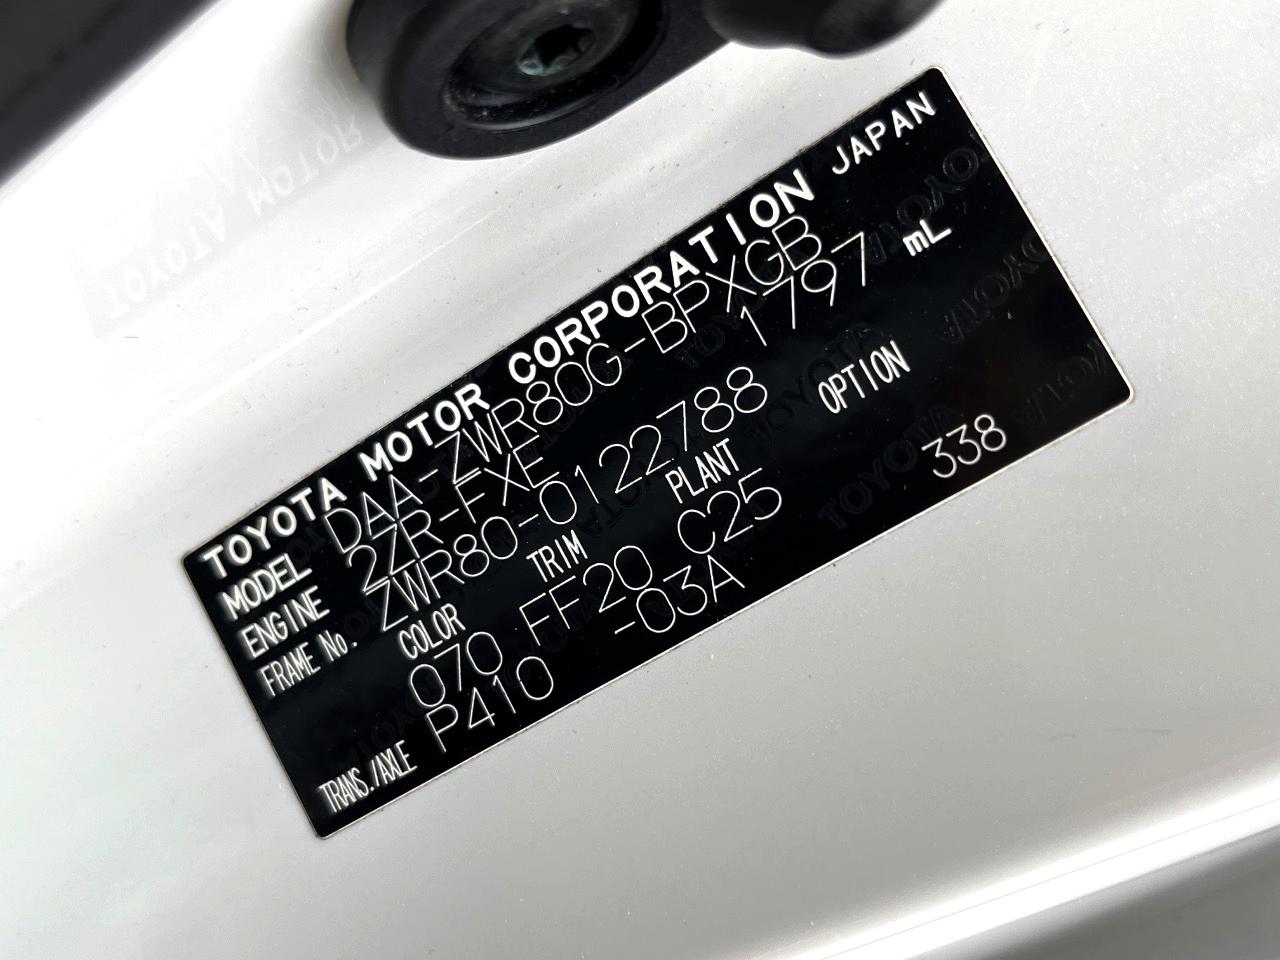 TOYOTA MOTOR CORPORATION JAPAN
MODEL DAA-ZWR80G-BPXGB
ENGINE 2ZR-FXE 1797 mL
FRAME No. ZWR80-0122788
COLOR TRIM PLANT OPTION
070 FF20 C25 338
TRANS./AXLE P410 -03A